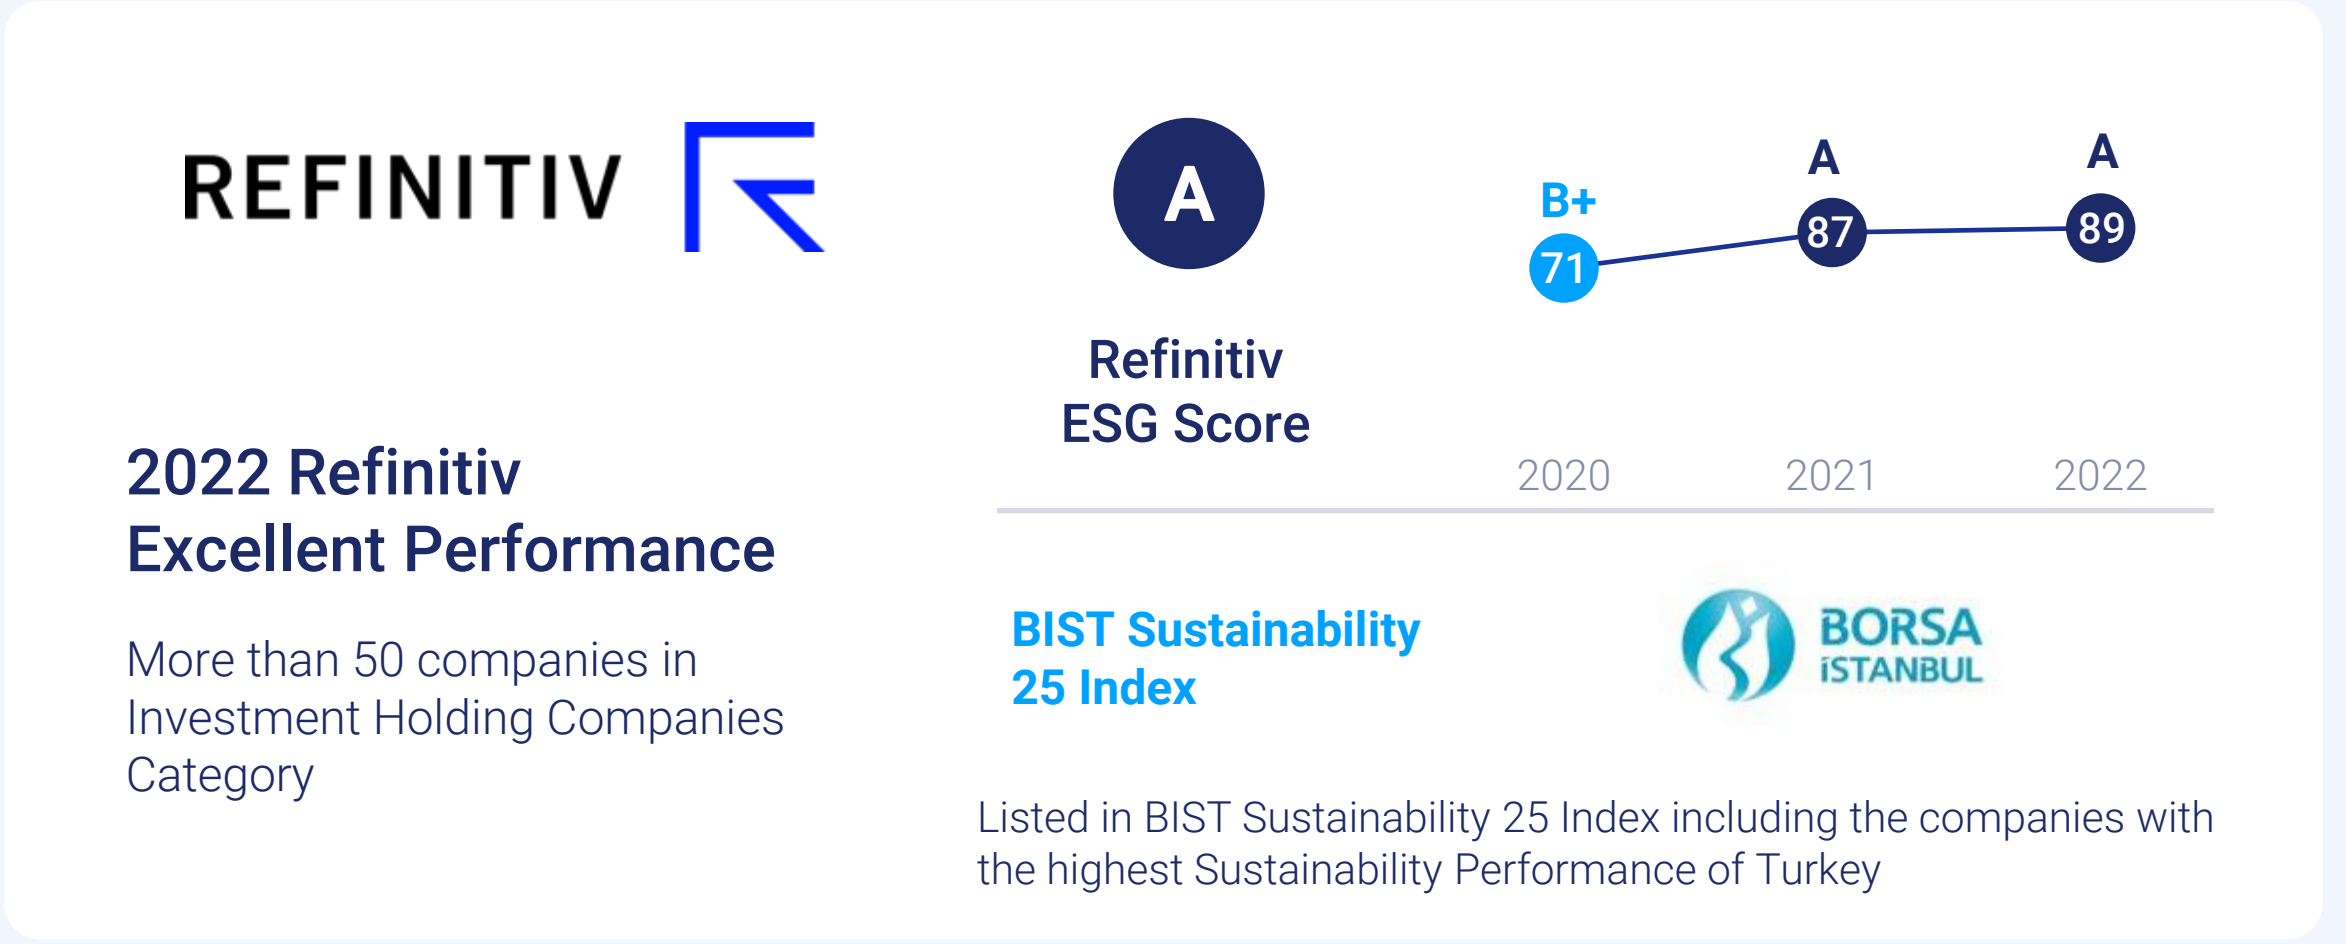 REFINITIV
2022 Refinitiv
Excellent Performance
More than 50 companies in
Investment Holding Companies
Category
A
Refinitiv
ESG Score
B+
A
A
71
87
89
2020
2021
2022
BIST Sustainability
25 Index
BORSA
İSTANBUL
Listed in BIST Sustainability 25 Index including the companies with
the highest Sustainability Performance of Turkey